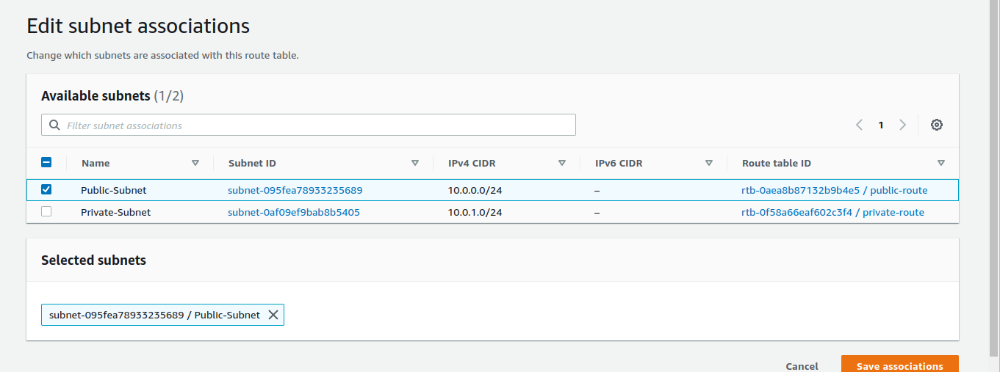 Edit subnet associations
Change which subnets are associated with this route table.
Available subnets (1/2)
Filter subnet associations
1
Name Subnet ID IPv4 CIDR IPv6 CIDR Route table ID
Public-Subnet subnet-095fea78933235689 10.0.0.0/24 – rtb-0aea8b87132b9b4e5 / public-route
Private-Subnet subnet-0af09ef9bab8b5405 10.0.1.0/24 – rtb-0f58a66eaf602c3f4 / private-route
Selected subnets
subnet-095fea78933235689 / Public-Subnet
Cancel Save associations